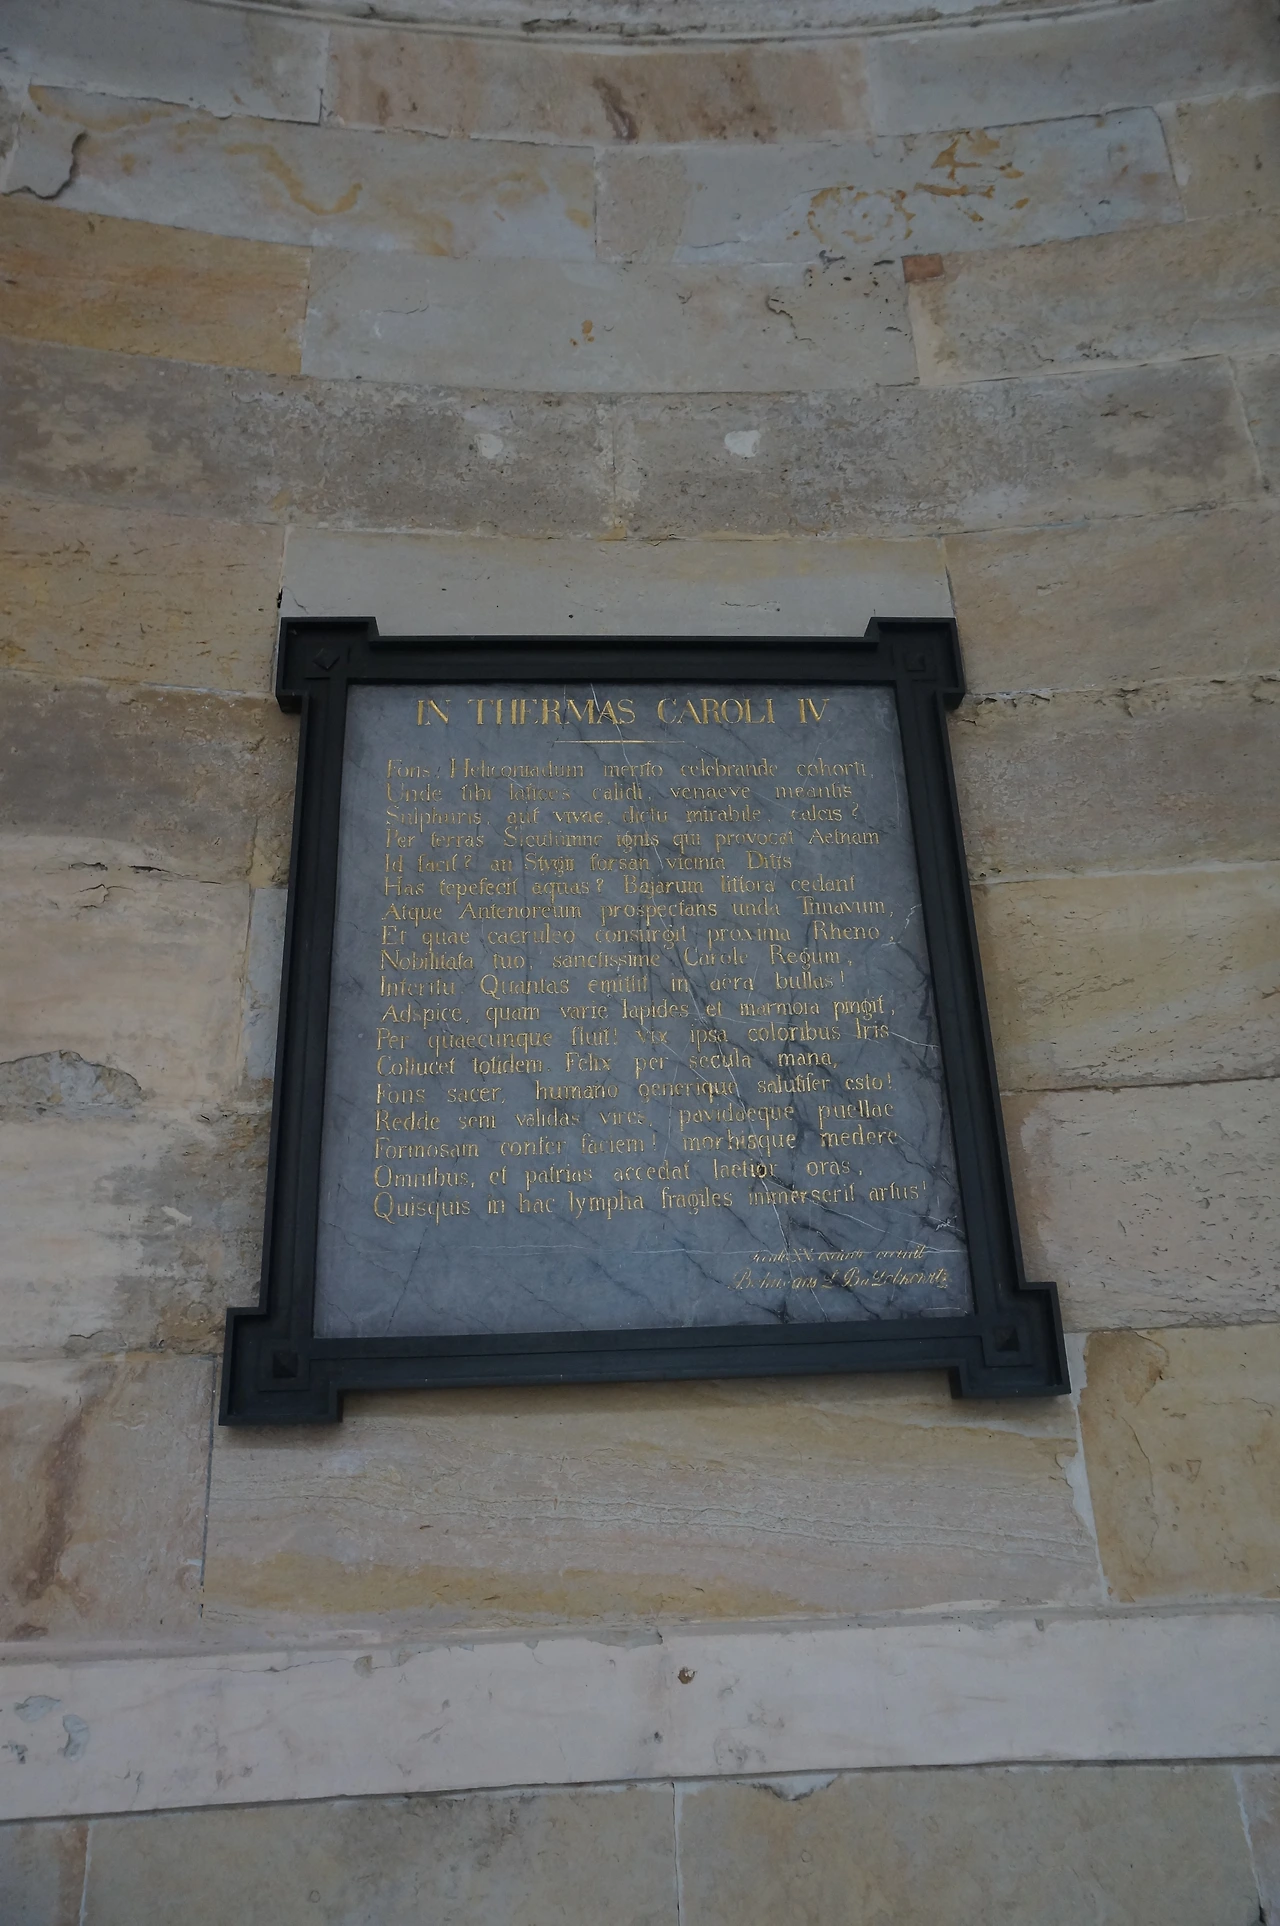 IN THERMAS CAROLI IV.
Fons! Heliconiadum merito celebrande cohorti,
Unde tibi latices calidi, venaeve meantis
Sulphuris, aut vivae, dictu mirabile, calcis?
Per terras Siculumne ignis qui provocat Aetnam
Id facit? an Stygii forsan vicinia Ditis
Has tepefecit aquas? Bajarum littora cedant
Atque Antenoreum prospectans unda Timavum,
Et quae caeruleo consurgit proxima Rheno,
Nobilitata tuo sanctissime Carole Regum,
Interitu. Quantas emittit in aëra bullas!
Adspice, quam varie lapides et marmora pingit,
Per quaecunque fluit! vix ipsa coloribus Iris
Collucet totidem. Felix per secula mana,
Fons sacer, humano generique salutifer esto!
Redde seni validas vires, pavidaeque puellae
Formosam confer faciem! morbisque medere
Omnibus, et patrias accedat laetior oras,
Quisquis in hac lympha fragiles immerserit artus!